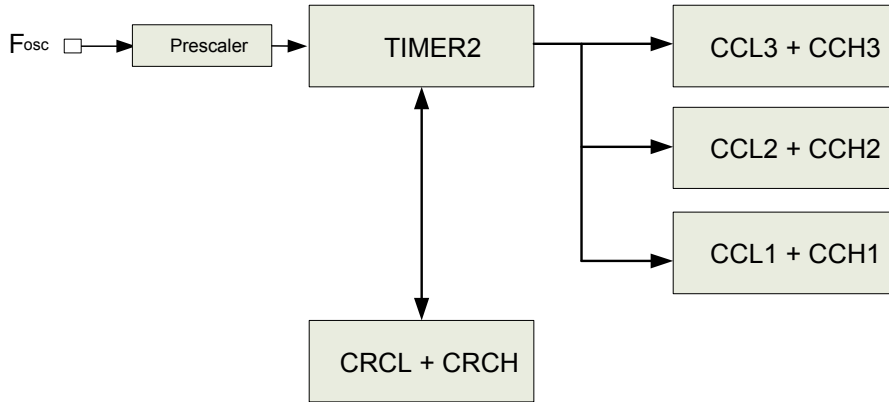 Fosc
Prescaler
TIMER2
CCL3 + CCH3
CCL2 + CCH2
CCL1 + CCH1
CRCL + CRCH